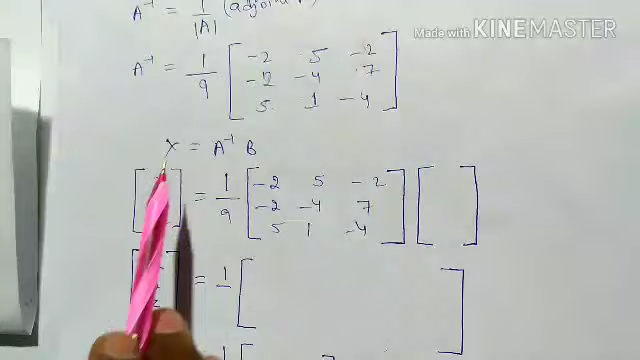 Made with KINEMASTER
A⁻¹ = 1/|A| (adjoint
A⁻¹ = 1/9 [ -2 5 -2
-12 -4 7
5 1 -4 ]
X = A⁻¹ B
[ ] = 1/9 [ -2 5 -2 ] [ ]
-2 -4 7
5 1 -4
[ ] = 1 [ ]